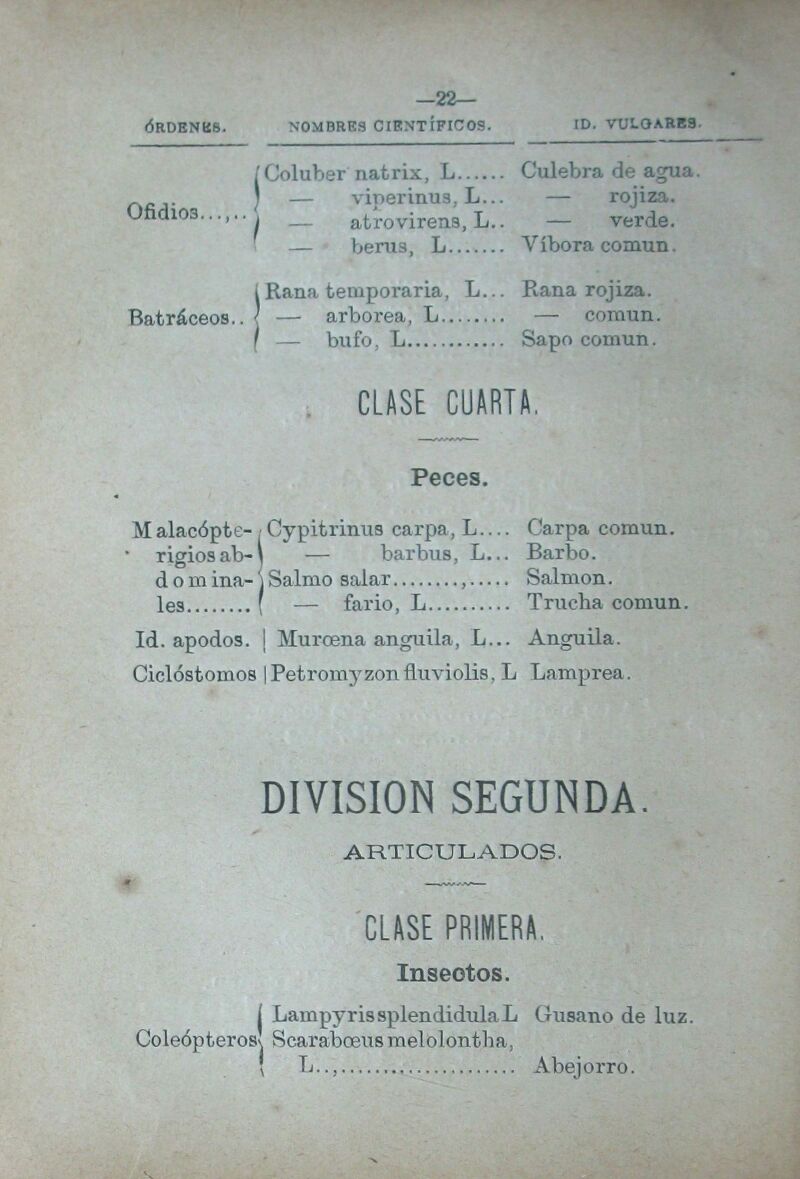 —22—
ÓRDENES. NOMBRES CIENTÍFICOS. ID. VULGARES.
Coluber natrix, L...... Culebra de agua.
— viperinus, L... — rojiza.
Ofidios...,..
— atrovirens, L.. — verde.
— berus, L....... Víbora comun.
Rana temporaria, L... Rana rojiza.
Batráceos.. — arborea, L........ — comun.
— bufo, L............ Sapo comun.
CLASE CUARTA.
Peces.
Malacópte- Cypitrinus carpa, L.... Carpa comun.
rigios ab- — barbus, L... Barbo.
domina- Salmo salar........,..... Salmon.
les........ — fario, L.......... Trucha comun.
Id. apodos. | Murœna anguila, L... Anguila.
Ciclóstomos | Petromyzon fluviolis, L Lamprea.
DIVISION SEGUNDA.
ARTICULADOS.
CLASE PRIMERA.
Insectos.
Lampyris splendidula L Gusano de luz.
Coleópteros Scarabœus melolontha,
L..,...................... Abejorro.